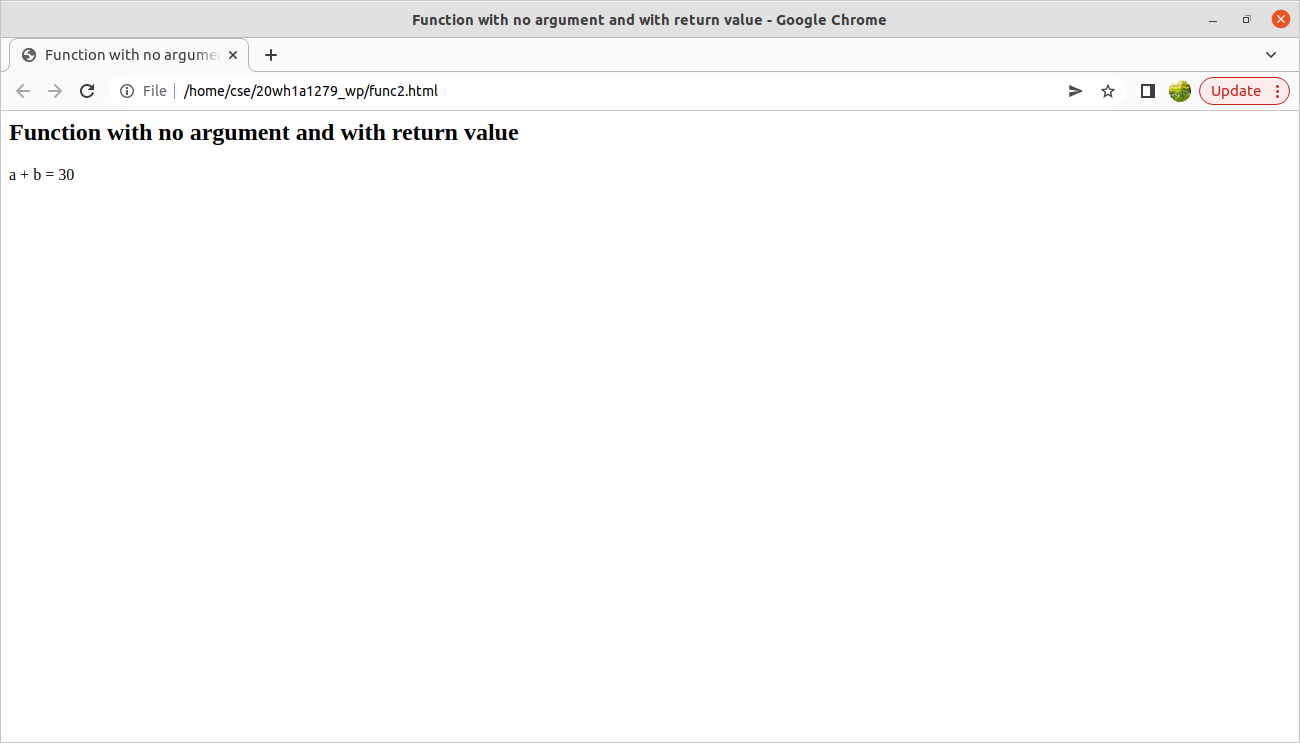 Function with no argument and with return value - Google Chrome
Function with no argume
File /home/cse/20wh1a1279_wp/func2.html
Update
Function with no argument and with return value
a + b = 30